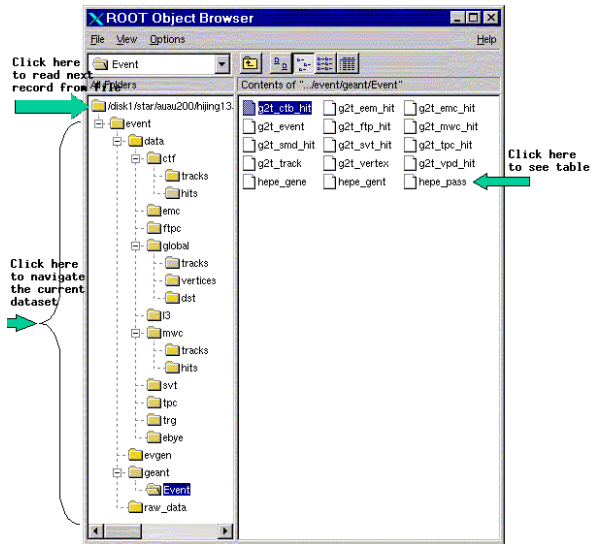 ROOT Object Browser
File View Options Help
Event
All Folders
Contents of ".../event/geant/Event"
Click here
to read next
record from file
/disk1/star/auau200/hijing13.
event
data
ctf
tracks
hits
emc
ftpc
global
tracks
vertices
dst
l3
mwc
tracks
hits
svt
tpc
trg
ebye
evgen
geant
Event
raw_data
g2t_ctb_hit g2t_eem_hit g2t_emc_hit
g2t_event g2t_ftp_hit g2t_mwc_hit
g2t_smd_hit g2t_svt_hit g2t_tpc_hit
g2t_track g2t_vertex g2t_vpd_hit
hepe_gene hepe_gent hepe_pass
Click here
to see table
Click here
to navigate
the current
dataset